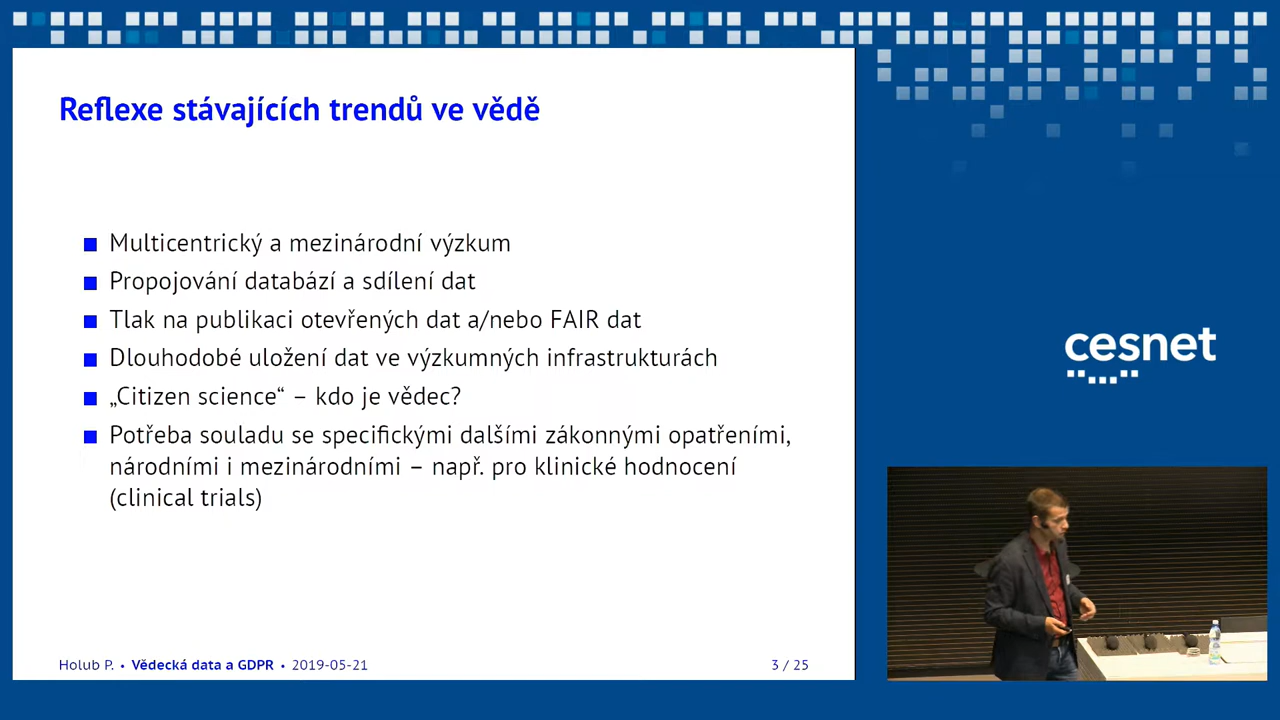 Reflexe stávajících trendů ve vědě
Multicentrický a mezinárodní výzkum
Propojování databází a sdílení dat
Tlak na publikaci otevřených dat a/nebo FAIR dat
Dlouhodobé uložení dat ve výzkumných infrastrukturách
„Citizen science“ – kdo je vědec?
Potřeba souladu se specifickými dalšími zákonnými opatřeními,
národními i mezinárodními – např. pro klinické hodnocení
(clinical trials)
Holub P. • Vědecká data a GDPR • 2019-05-21
3 / 25
cesnet